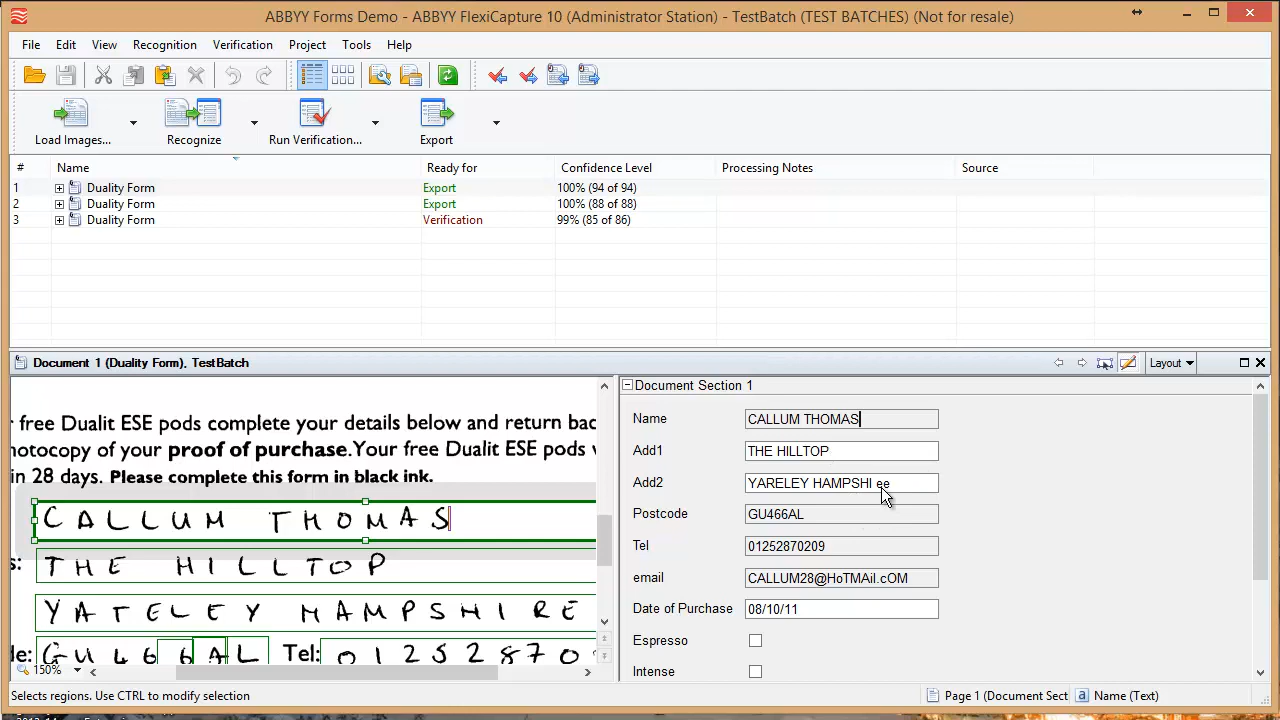 ABBYY Forms Demo - ABBYY FlexiCapture 10 (Administrator Station) - TestBatch (TEST BATCHES) (Not for resale)
File Edit View Recognition Verification Project Tools Help
Load Images... Recognize Run Verification... Export
# Name Ready for Confidence Level Processing Notes Source
1 Duality Form Export 100% (94 of 94)
2 Duality Form Export 100% (88 of 88)
3 Duality Form Verification 99% (85 of 86)
Document 1 (Duality Form), TestBatch Layout
r free Dualit ESE pods complete your details below and return bac
notocopy of your proof of purchase.Your free Dualit ESE pods
in 28 days. Please complete this form in black ink.
CALLUM THOMAS
s: THE HILLTOP
YATELEY HAMPSHIRE
de: GU466AL Tel: 01252870
150%
Document Section 1
Name CALLUM THOMAS
Add1 THE HILLTOP
Add2 YARELEY HAMPSHI ee
Postcode GU466AL
Tel 01252870209
email CALLUM28@HoTMAil.cOM
Date of Purchase 08/10/11
Espresso
Intense
Selects regions. Use CTRL to modify selection Page 1 (Document Sect a Name (Text)